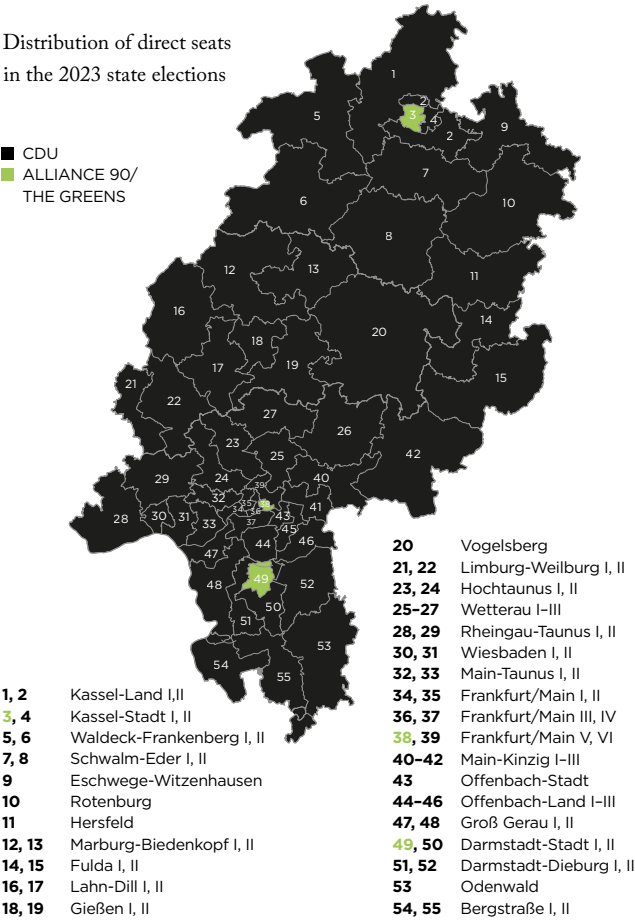 Distribution of direct seats
in the 2023 state elections
CDU
ALLIANCE 90/
THE GREENS
1
2
3
4
2
5
9
7
6
10
8
12
13
11
16
20
14
18
17
19
15
21
22
27
26
23
25
42
29
24
40
39
32
35
38
41
34
36
28
30
31
33
43
37
45
44
46
47
49
48
52
50
51
53
54
55
1, 2 Kassel-Land I,II
3, 4 Kassel-Stadt I, II
5, 6 Waldeck-Frankenberg I, II
7, 8 Schwalm-Eder I, II
9 Eschwege-Witzenhausen
10 Rotenburg
11 Hersfeld
12, 13 Marburg-Biedenkopf I, II
14, 15 Fulda I, II
16, 17 Lahn-Dill I, II
18, 19 Gießen I, II
20 Vogelsberg
21, 22 Limburg-Weilburg I, II
23, 24 Hochtaunus I, II
25–27 Wetterau I–III
28, 29 Rheingau-Taunus I, II
30, 31 Wiesbaden I, II
32, 33 Main-Taunus I, II
34, 35 Frankfurt/Main I, II
36, 37 Frankfurt/Main III, IV
38, 39 Frankfurt/Main V, VI
40–42 Main-Kinzig I–III
43 Offenbach-Stadt
44–46 Offenbach-Land I–III
47, 48 Groß Gerau I, II
49, 50 Darmstadt-Stadt I, II
51, 52 Darmstadt-Dieburg I, II
53 Odenwald
54, 55 Bergstraße I, II